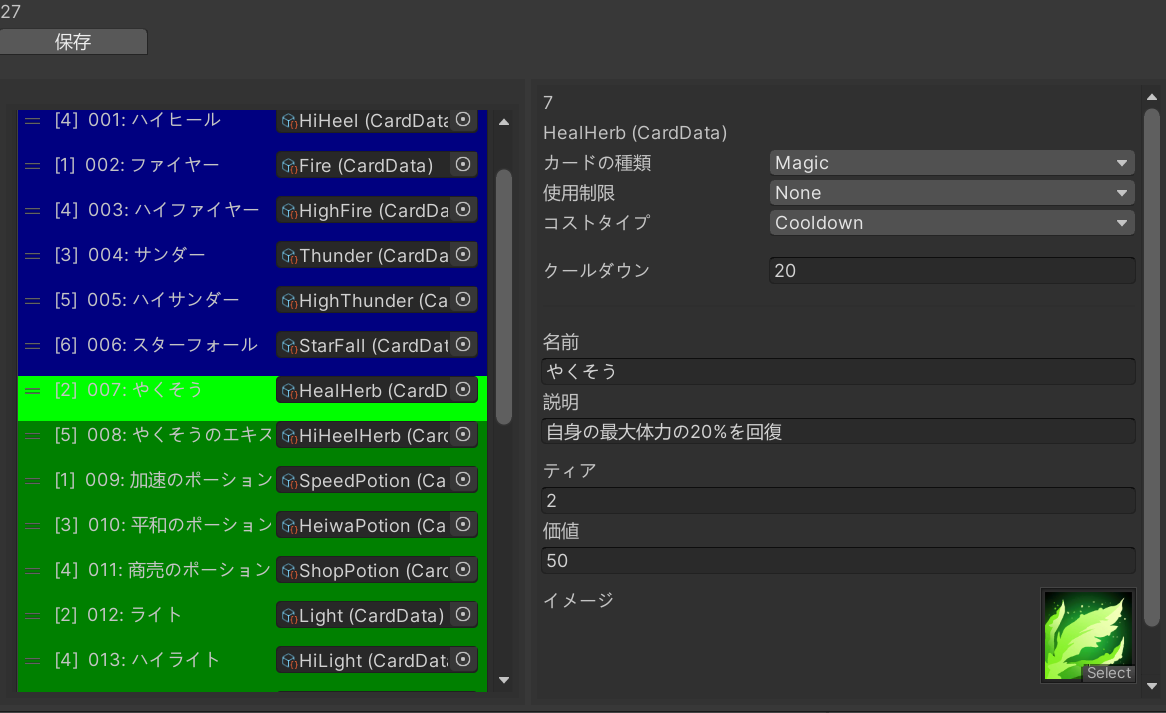 27
保存
[4] 001: ハイヒール HiHeel (CardData
[1] 002: ファイヤー Fire (CardData)
[4] 003: ハイファイヤー HighFire (CardDa
[3] 004: サンダー Thunder (CardDa
[5] 005: ハイサンダー HighThunder (Ca
[6] 006: スターフォール StarFall (CardDat
[2] 007: やくそう HealHerb (CardD
[5] 008: やくそうのエキス HiHeelHerb (Carc
[1] 009: 加速のポーション SpeedPotion (Ca
[3] 010: 平和のポーション HeiwaPotion (Ca
[4] 011: 商売のポーション ShopPotion (Carc
[2] 012: ライト Light (CardData)
[4] 013: ハイライト HiLight (CardData
7
HealHerb (CardData)
カードの種類 Magic
使用制限 None
コストタイプ Cooldown
クールダウン 20
名前
やくそう
説明
自身の最大体力の20%を回復
ティア
2
価値
50
イメージ
Select